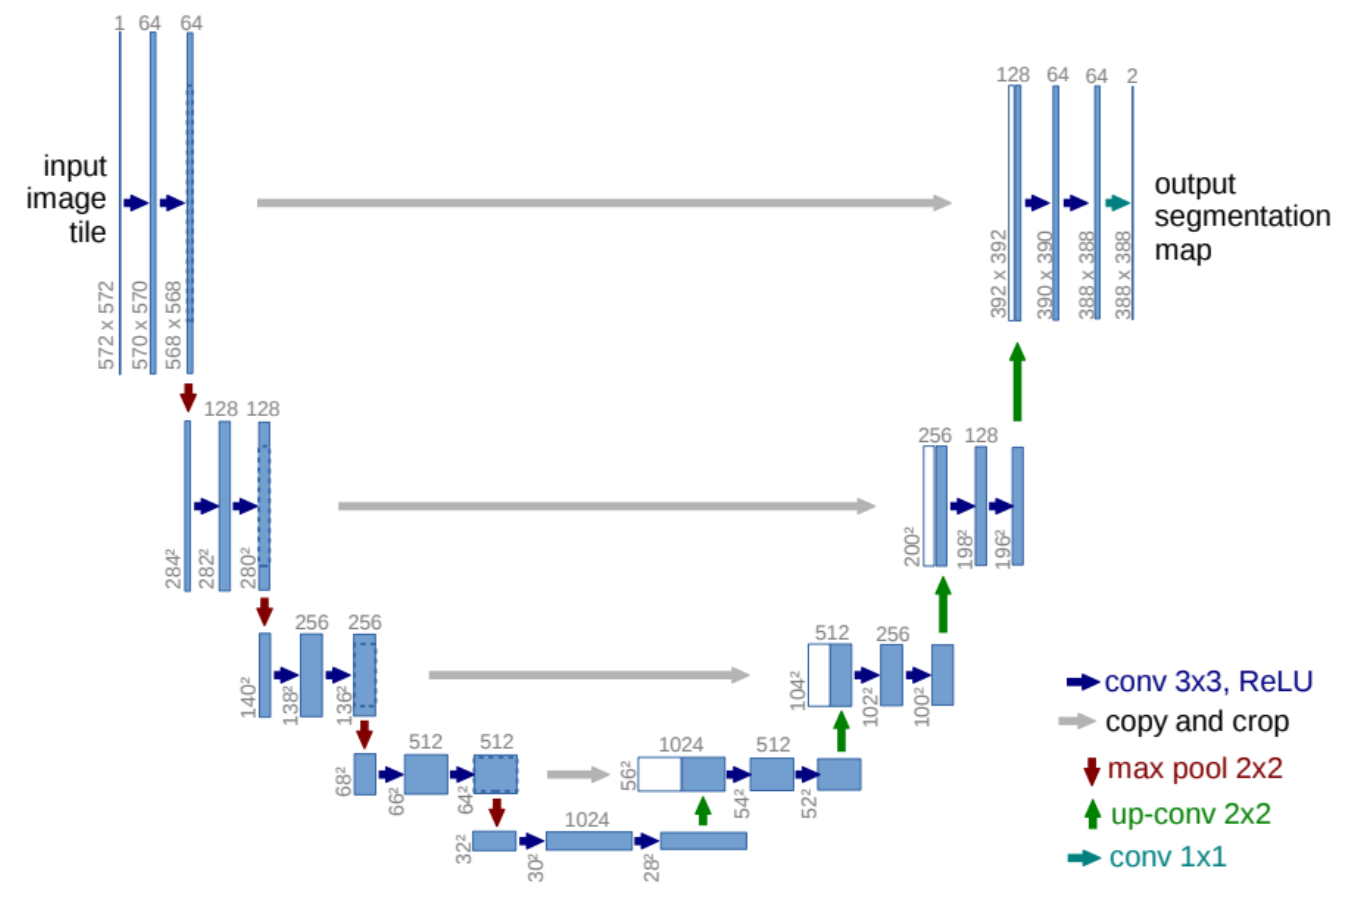 1 64 64
input
image
tile
572 x 572
570 x 570
568 x 568
128 64 64 2
output
segmentation
map
392 x 392
390 x 390
388 x 388
388 x 388
128 128
284²
282²
280²
256 128
200²
198²
196²
256 256
140²
138²
136²
512 256
104²
102²
100²
512 512
68²
66²
64²
1024 512
56²
54²
52²
1024
32²
30²
28²
conv 3x3, ReLU
copy and crop
max pool 2x2
up-conv 2x2
conv 1x1